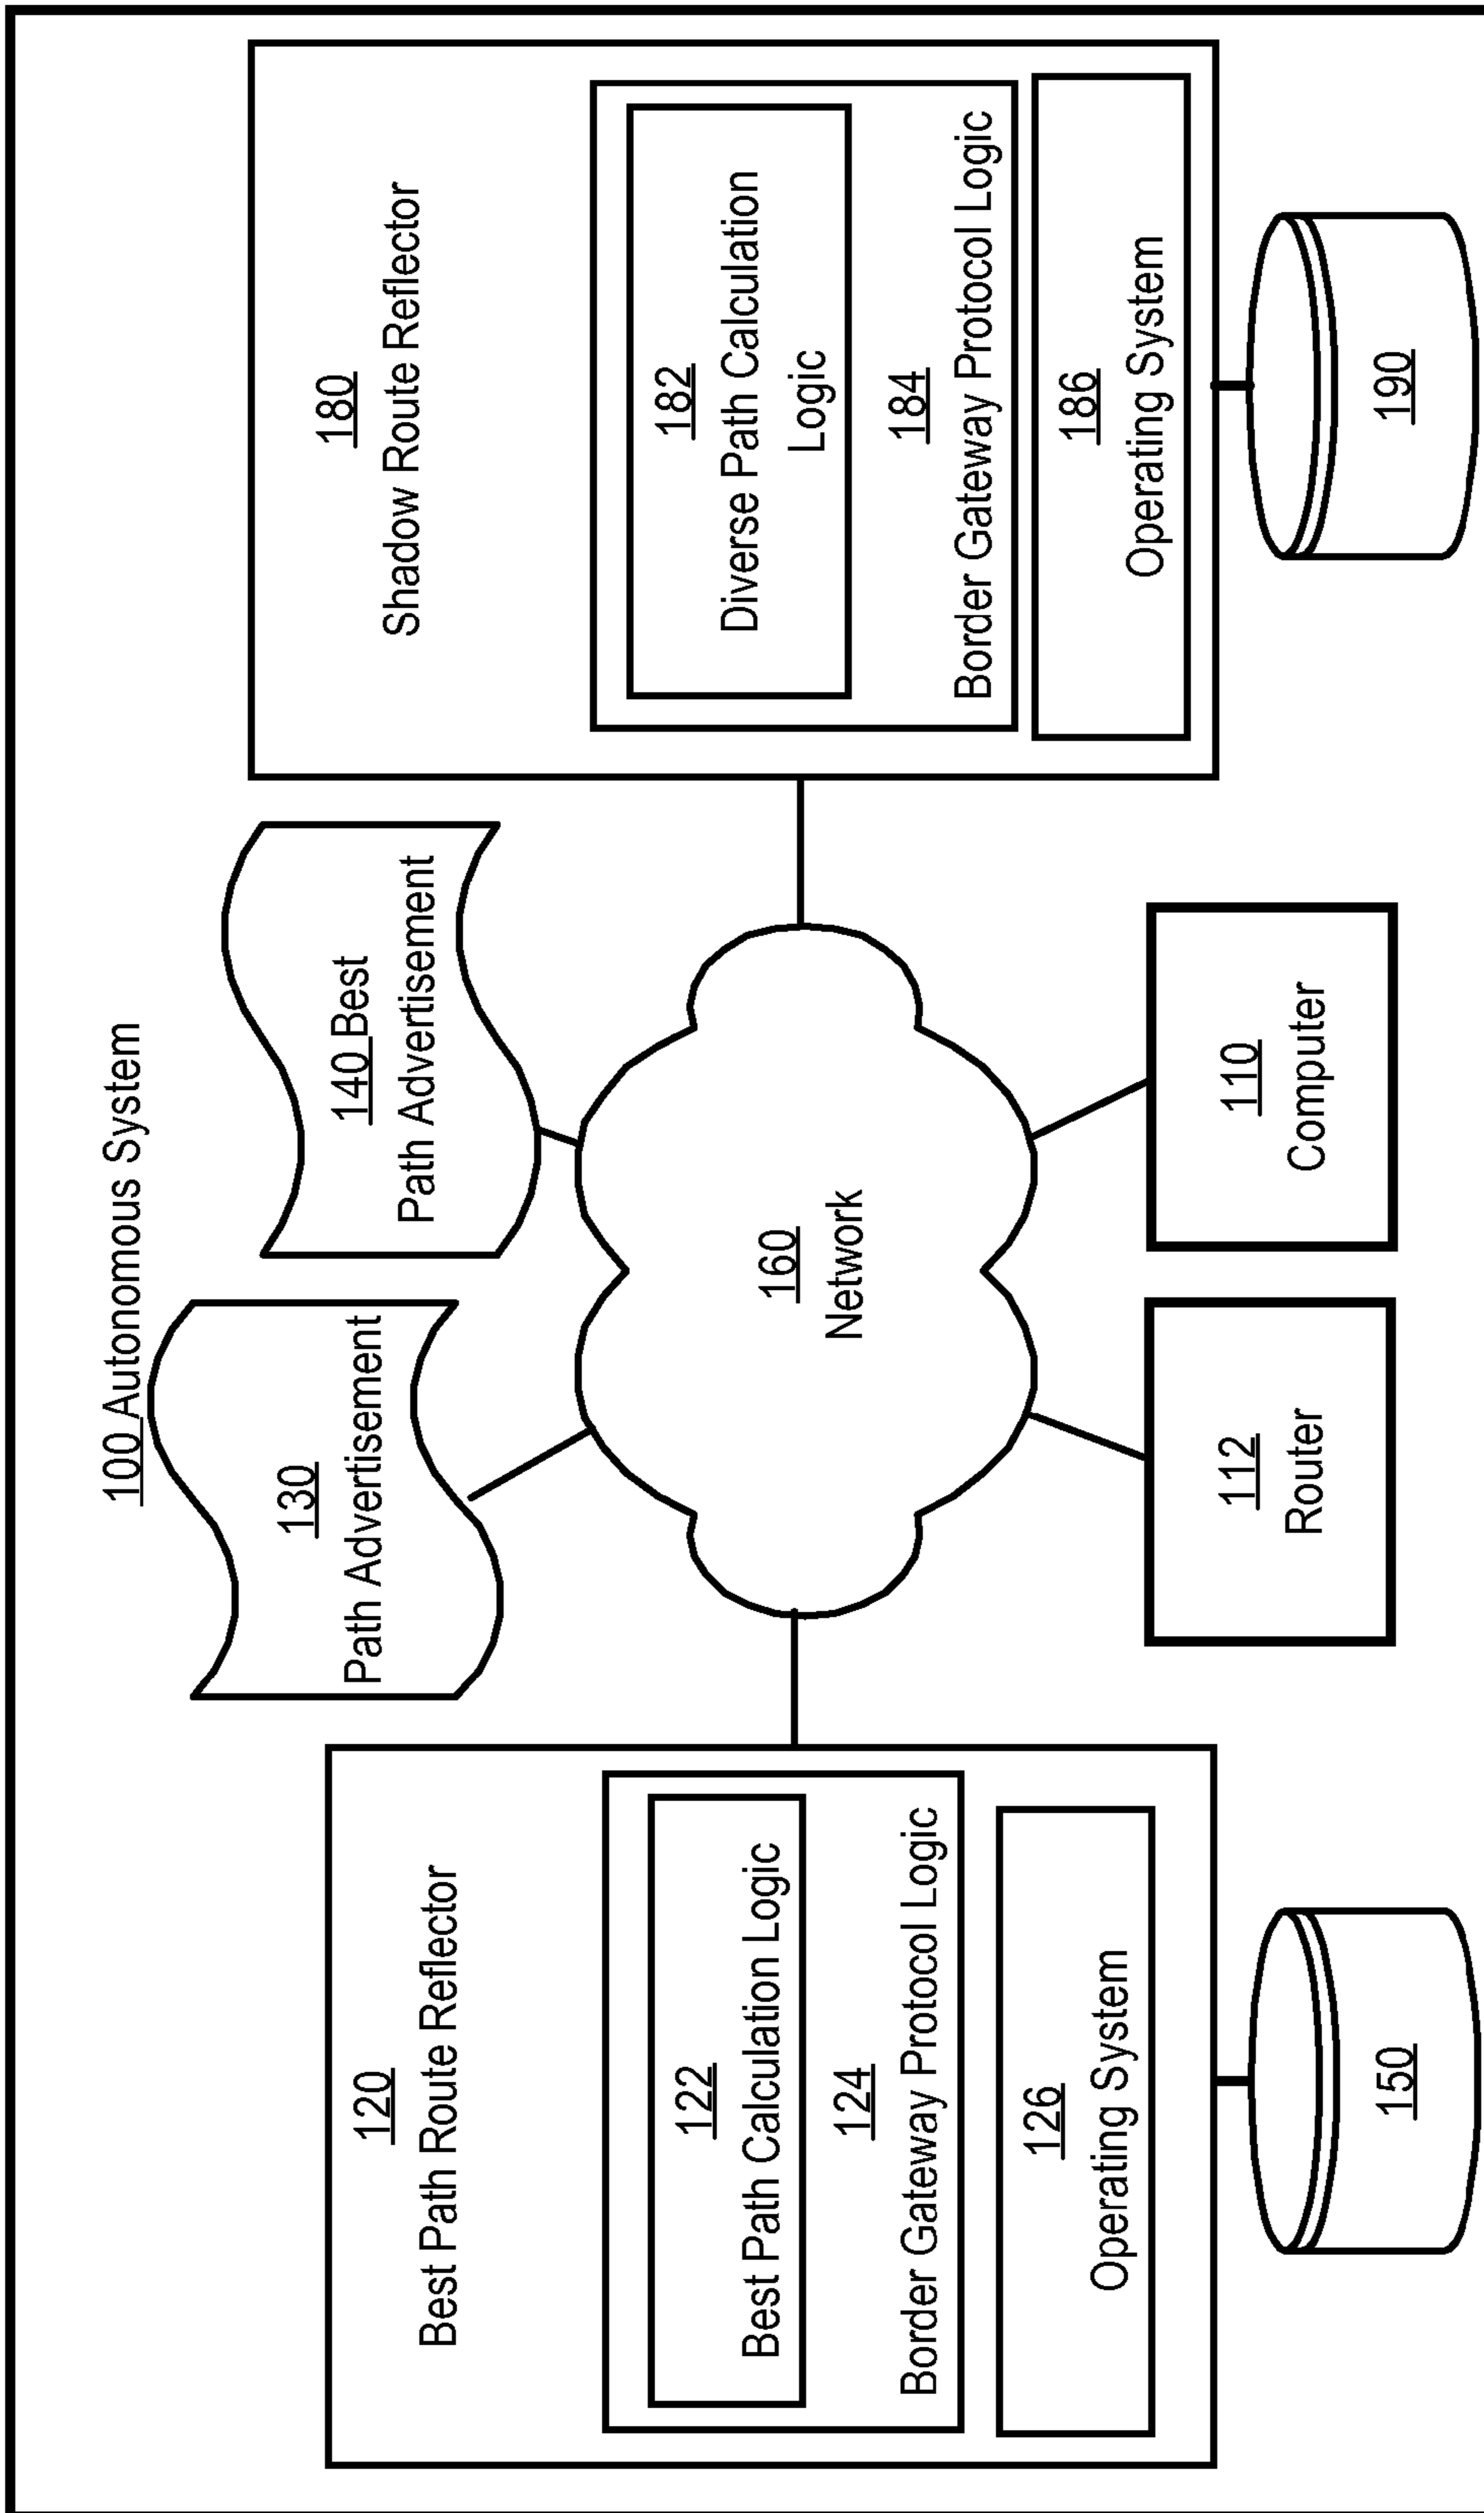 100 Autonomous System
120
Best Path Route Reflector
122
Best Path Calculation Logic
124
Border Gateway Protocol Logic
126
Operating System
150
130
Path Advertisement
140 Best
Path Advertisement
160
Network
112
Router
110
Computer
180
Shadow Route Reflector
182
Diverse Path Calculation
Logic
184
Border Gateway Protocol Logic
186
Operating System
190